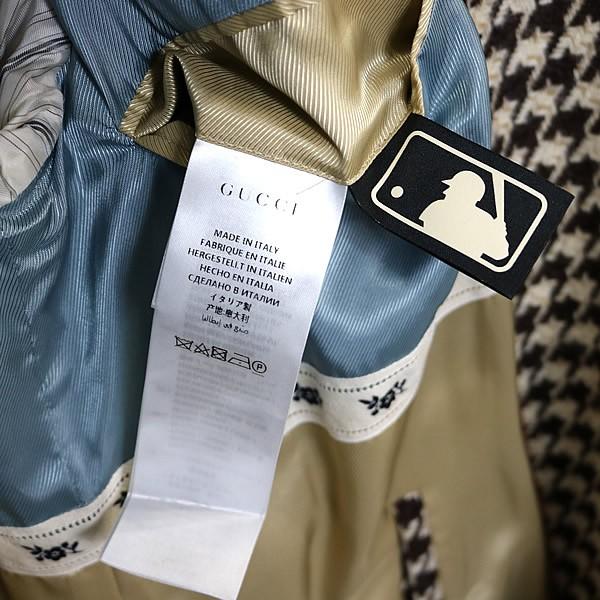 GUCCI
MADE IN ITALY
FABRIQUE EN ITALIE
HERGESTELLT IN ITALIEN
HECHO EN ITALIA
СДЕЛАНО В ИТАЛИИ
イタリア製
产地:意大利
صنع في إيطاليا
P